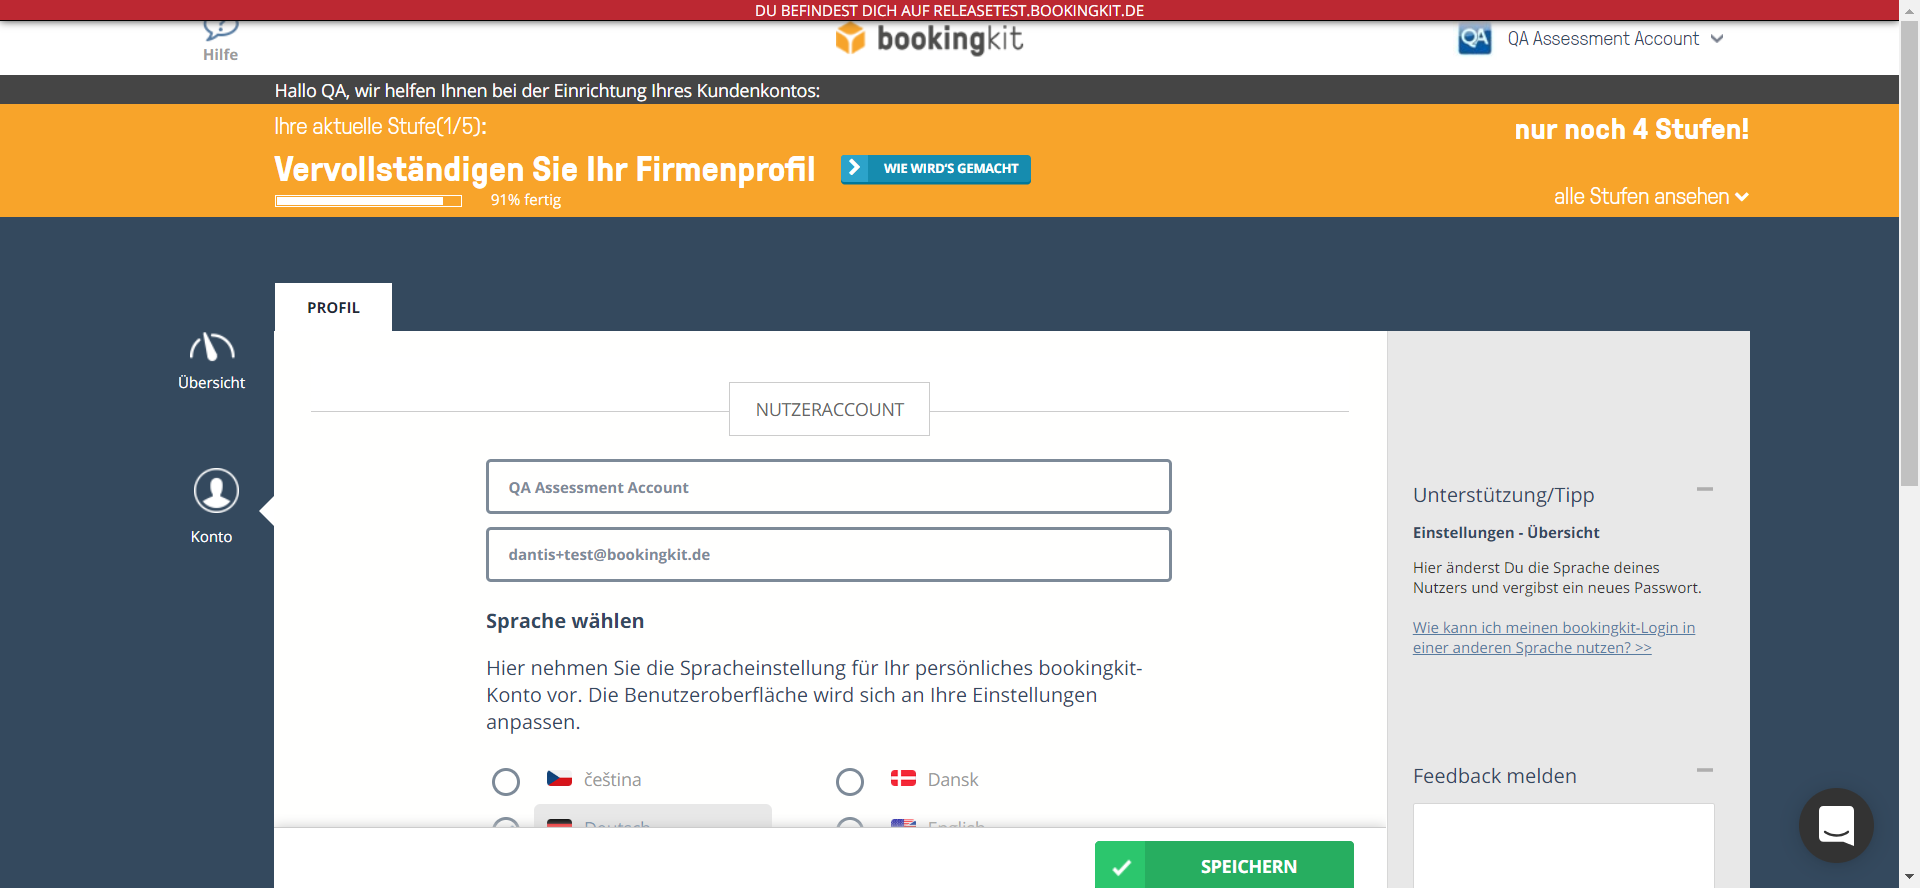 DU BEFINDEST DICH AUF RELEASETEST.BOOKINGKIT.DE
Hilfe
bookingkit
QA
QA Assessment Account
Hallo QA, wir helfen Ihnen bei der Einrichtung Ihres Kundenkontos:
Ihre aktuelle Stufe(1/5):
nur noch 4 Stufen!
Vervollständigen Sie Ihr Firmenprofil
WIE WIRD'S GEMACHT
91% fertig
alle Stufen ansehen
PROFIL
Übersicht
Konto
NUTZERACCOUNT
QA Assessment Account
dantis+test@bookingkit.de
Sprache wählen
Hier nehmen Sie die Spracheinstellung für Ihr persönliches bookingkit-
Konto vor. Die Benutzeroberfläche wird sich an Ihre Einstellungen
anpassen.
čeština
Dansk
Deutsch
English
SPEICHERN
Unterstützung/Tipp
Einstellungen - Übersicht
Hier änderst Du die Sprache deines
Nutzers und vergibst ein neues Passwort.
Wie kann ich meinen bookingkit-Login in
einer anderen Sprache nutzen? >>
Feedback melden